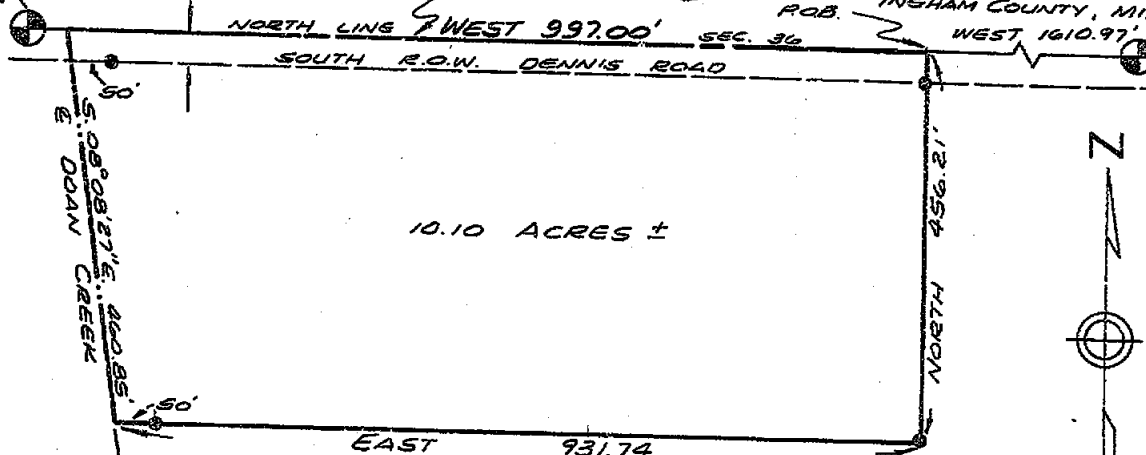 INGHAM COUNTY, MI
P.O.B.
WEST 1610.97'
NORTH LINE WEST 997.00' SEC. 36
SOUTH R.O.W. DENNIS ROAD
50'
S. 08°08'27"E. 460.85'
℄ DOAN CREEK
10.10 ACRES ±
NORTH 456.21'
N
50'
EAST 931.74